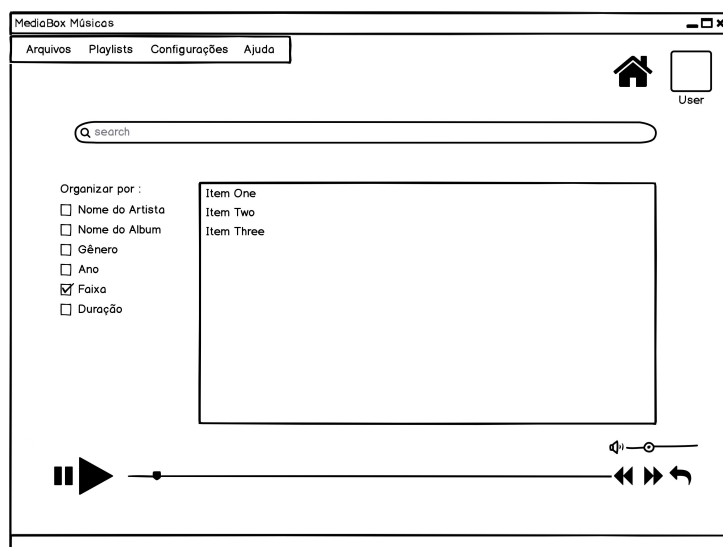 MediaBox Músicas
Arquivos Playlists Configurações Ajuda
User
search
Organizar por :
Nome do Artista
Nome do Album
Gênero
Ano
Faixa
Duração
Item One
Item Two
Item Three